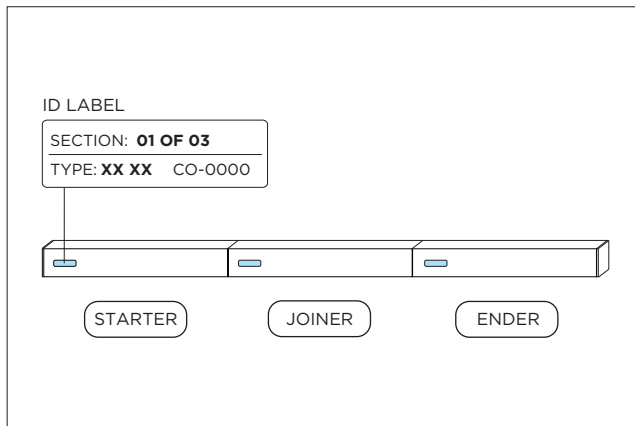 ID LABEL
SECTION: 01 OF 03
TYPE: XX XX CO-0000
STARTER
JOINER
ENDER